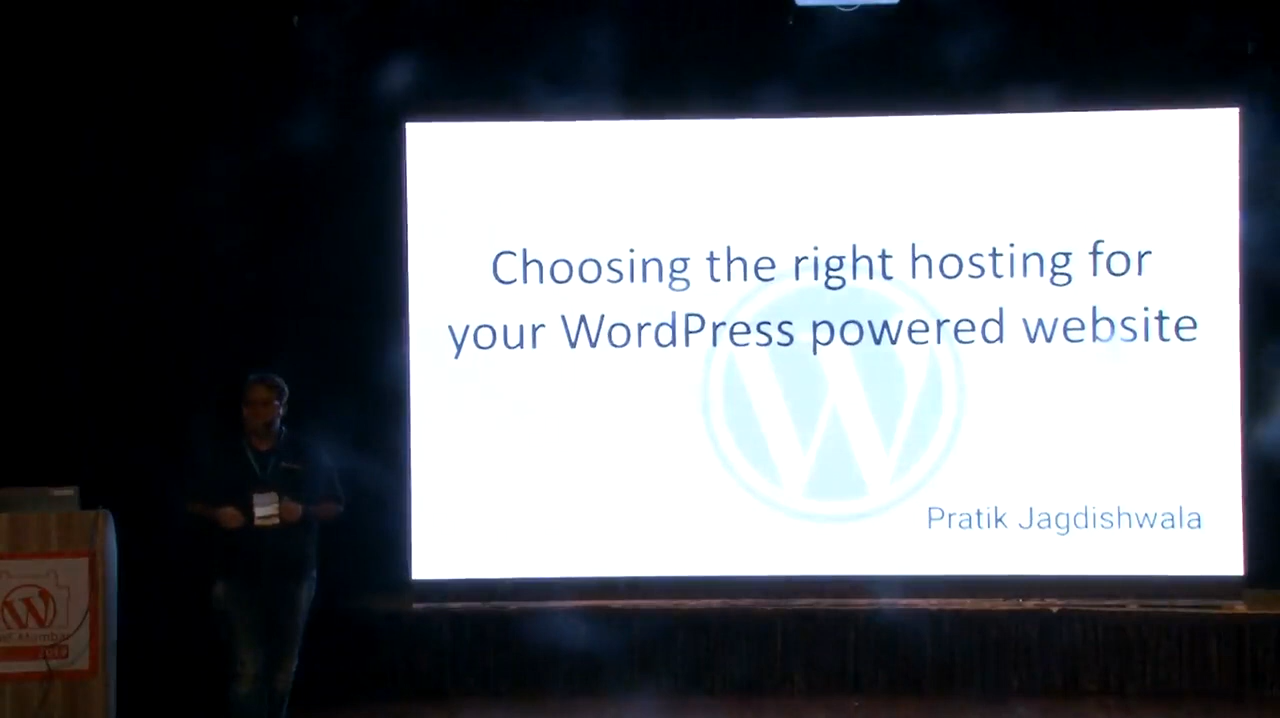 Choosing the right hosting for
your WordPress powered website
Pratik Jagdishwala